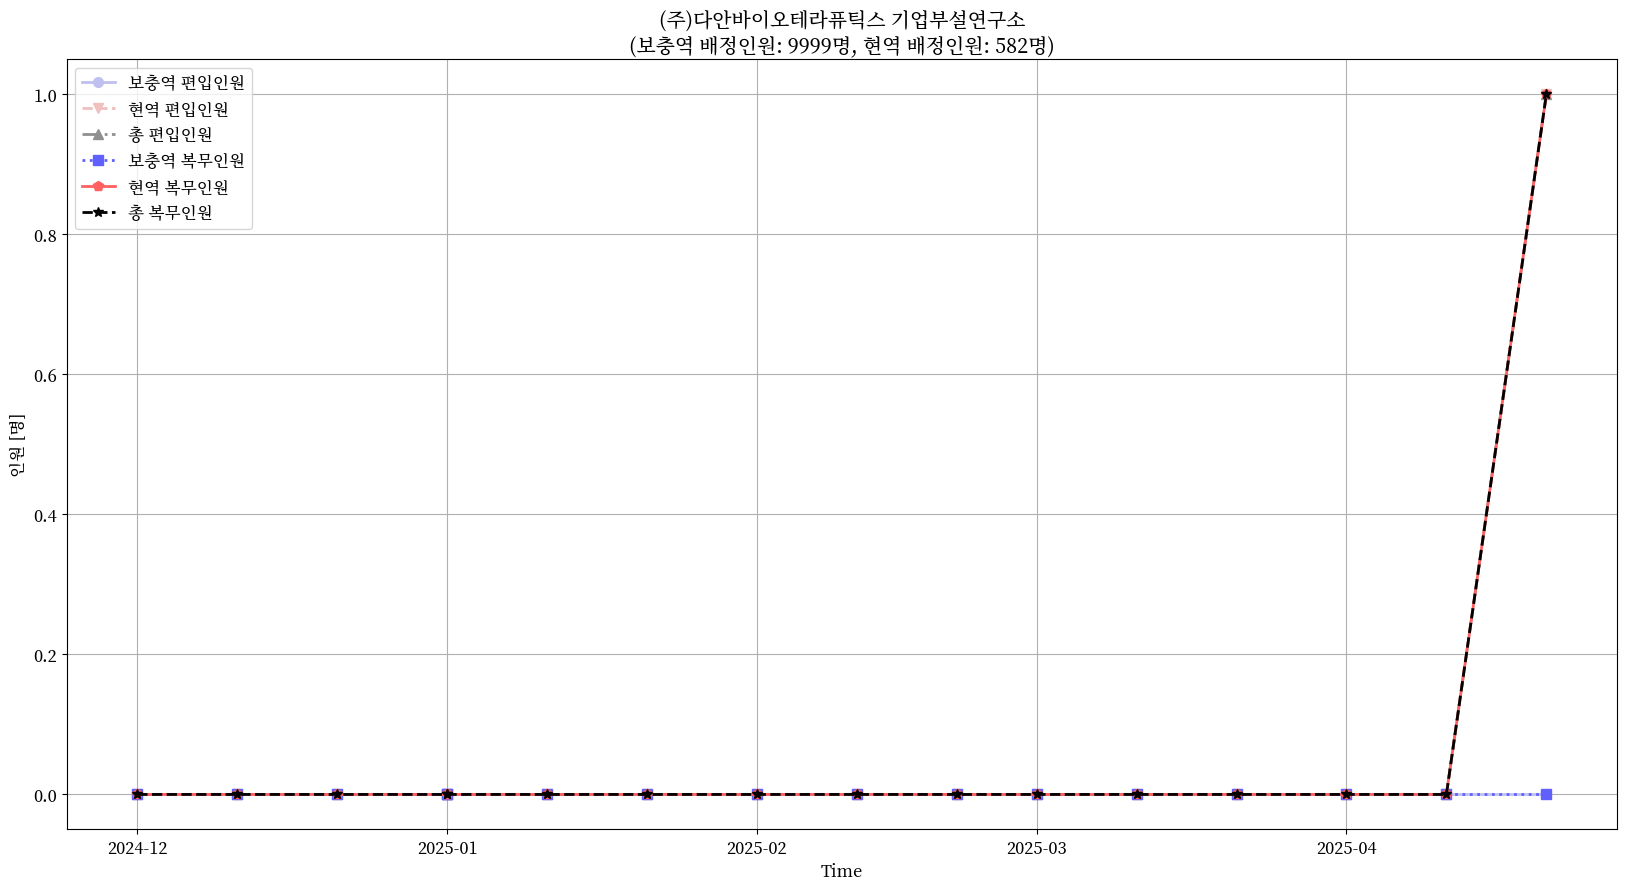 (주)다안바이오테라퓨틱스 기업부설연구소
(보충역 배정인원: 9999명, 현역 배정인원: 582명)
보충역 편입인원
현역 편입인원
총 편입인원
보충역 복무인원
현역 복무인원
총 복무인원
인원 [명]
1.0
0.8
0.6
0.4
0.2
0.0
2024-12
2025-01
2025-02
2025-03
2025-04
Time